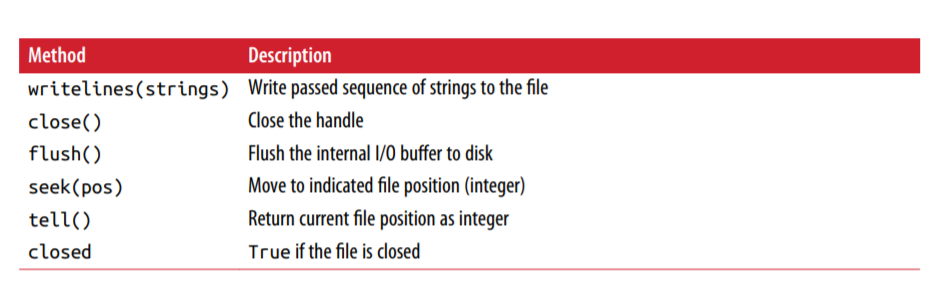 Method Description
writelines(strings) Write passed sequence of strings to the file
close() Close the handle
flush() Flush the internal I/O buffer to disk
seek(pos) Move to indicated file position (integer)
tell() Return current file position as integer
closed True if the file is closed